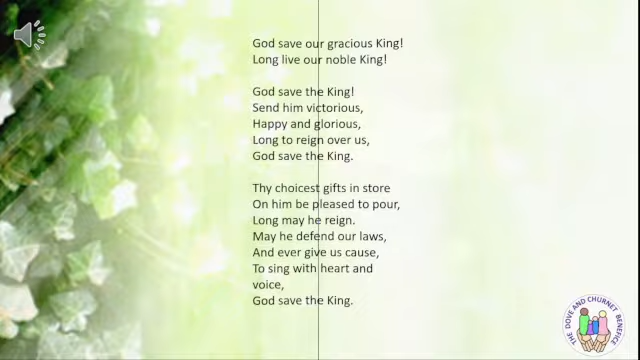 God save our gracious King!
Long live our noble King!
God save the King!
Send him victorious,
Happy and glorious,
Long to reign over us,
God save the King.
Thy choicest gifts in store
On him be pleased to pour,
Long may he reign.
May he defend our laws,
And ever give us cause,
To sing with heart and
voice,
God save the King.
THE DOVE AND CHURNET BENEFICE